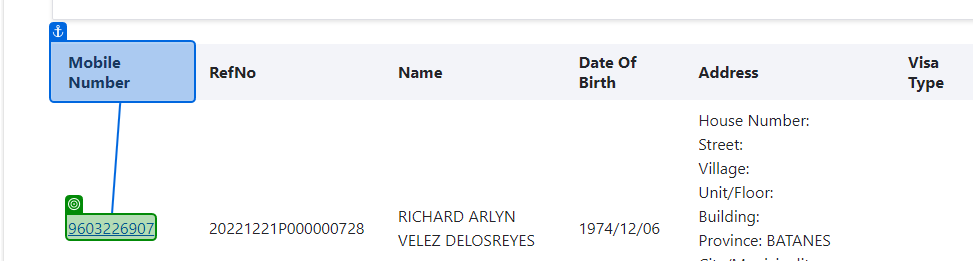 Mobile Number
RefNo
Name
Date Of Birth
Address
Visa Type
9603226907
20221221P000000728
RICHARD ARLYN
VELEZ DELOSREYES
1974/12/06
House Number:
Street:
Village:
Unit/Floor:
Building:
Province: BATANES